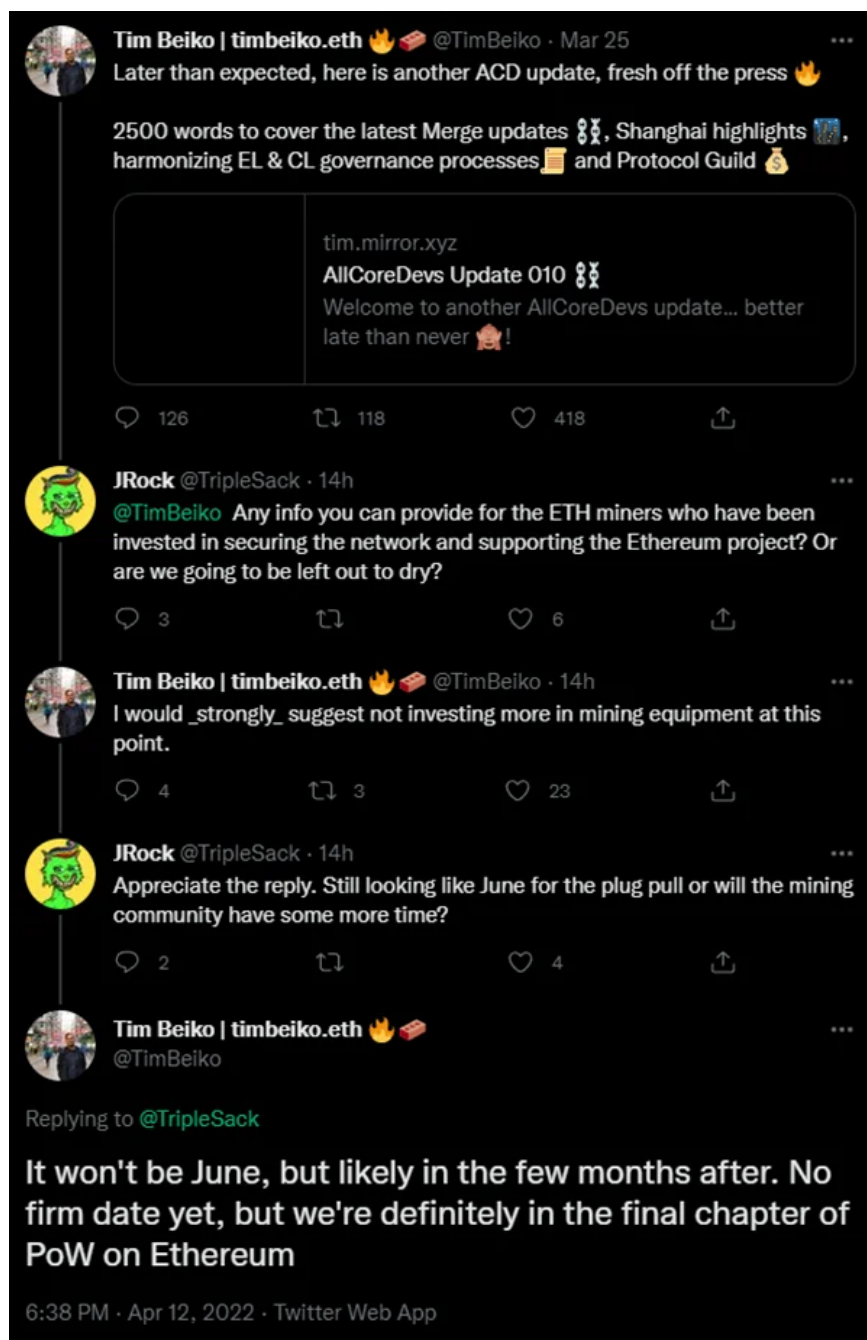 Tim Beiko | timbeiko.eth 🔥🧱 @TimBeiko · Mar 25
Later than expected, here is another ACD update, fresh off the press 🔥
2500 words to cover the latest Merge updates ⛓, Shanghai highlights 🌃,
harmonizing EL & CL governance processes📜 and Protocol Guild 💰
tim.mirror.xyz
AllCoreDevs Update 010 ⛓
Welcome to another AllCoreDevs update... better
late than never 🙈!
126 118 418
JRock @TripleSack · 14h
@TimBeiko Any info you can provide for the ETH miners who have been
invested in securing the network and supporting the Ethereum project? Or
are we going to be left out to dry?
3 6
Tim Beiko | timbeiko.eth 🔥🧱 @TimBeiko · 14h
I would _strongly_ suggest not investing more in mining equipment at this
point.
4 3 23
JRock @TripleSack · 14h
Appreciate the reply. Still looking like June for the plug pull or will the mining
community have some more time?
2 4
Tim Beiko | timbeiko.eth 🔥🧱
@TimBeiko
Replying to @TripleSack
It won't be June, but likely in the few months after. No
firm date yet, but we're definitely in the final chapter of
PoW on Ethereum
6:38 PM · Apr 12, 2022 · Twitter Web App